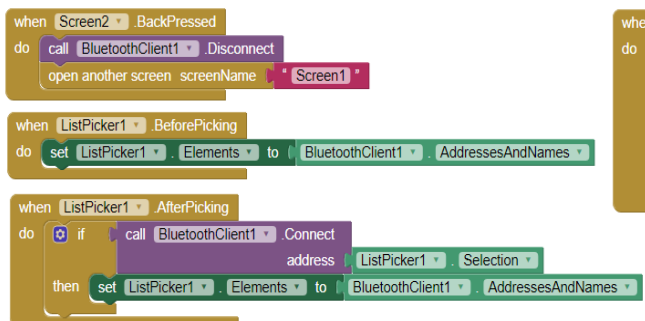 when Screen2 .BackPressed
do call BluetoothClient1 .Disconnect
open another screen screenName " Screen1 "
when ListPicker1 .BeforePicking
do set ListPicker1 . Elements to BluetoothClient1 . AddressesAndNames
when ListPicker1 .AfterPicking
do if call BluetoothClient1 .Connect
address ListPicker1 . Selection
then set ListPicker1 . Elements to BluetoothClient1 . AddressesAndNames
whe
do